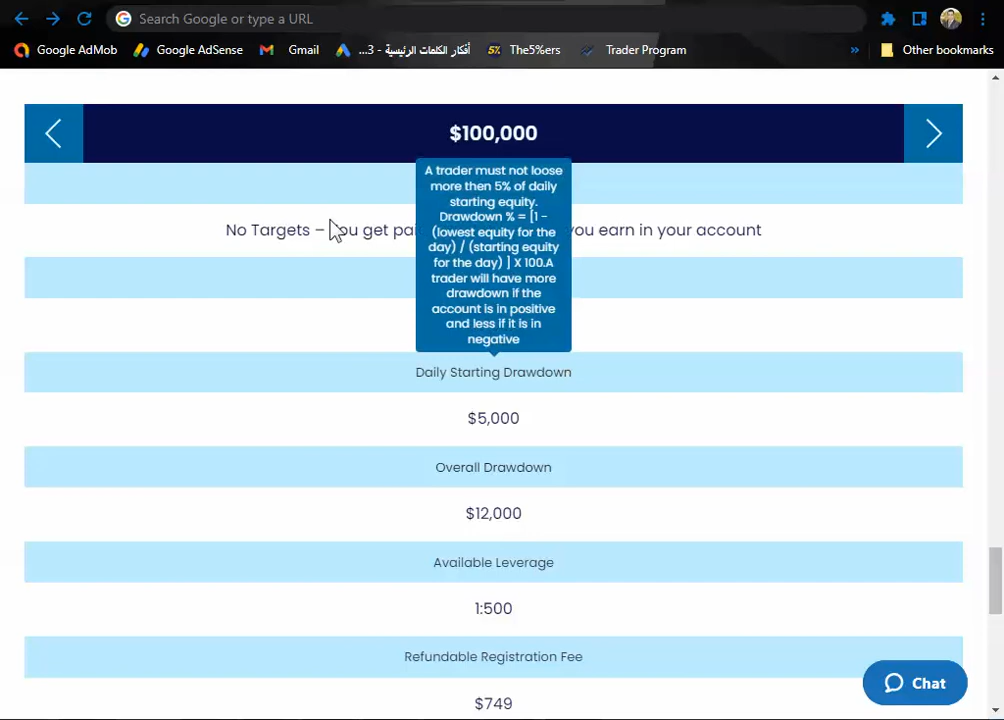 Search Google or type a URL
Google AdMob
Google AdSense
Gmail
أفكار الكلمات الرئيسية - 3...
5% The5%ers
Trader Program
»
Other bookmarks
$100,000
A trader must not loose
more then 5% of daily
starting equity.
Drawdown % = [1 -
(lowest equity for the
day) / (starting equity
for the day) ] X 100.A
trader will have more
drawdown if the
account is in positive
and less if it is in
negative
No Targets – You get pai you earn in your account
Daily Starting Drawdown
$5,000
Overall Drawdown
$12,000
Available Leverage
1:500
Refundable Registration Fee
$749
Chat